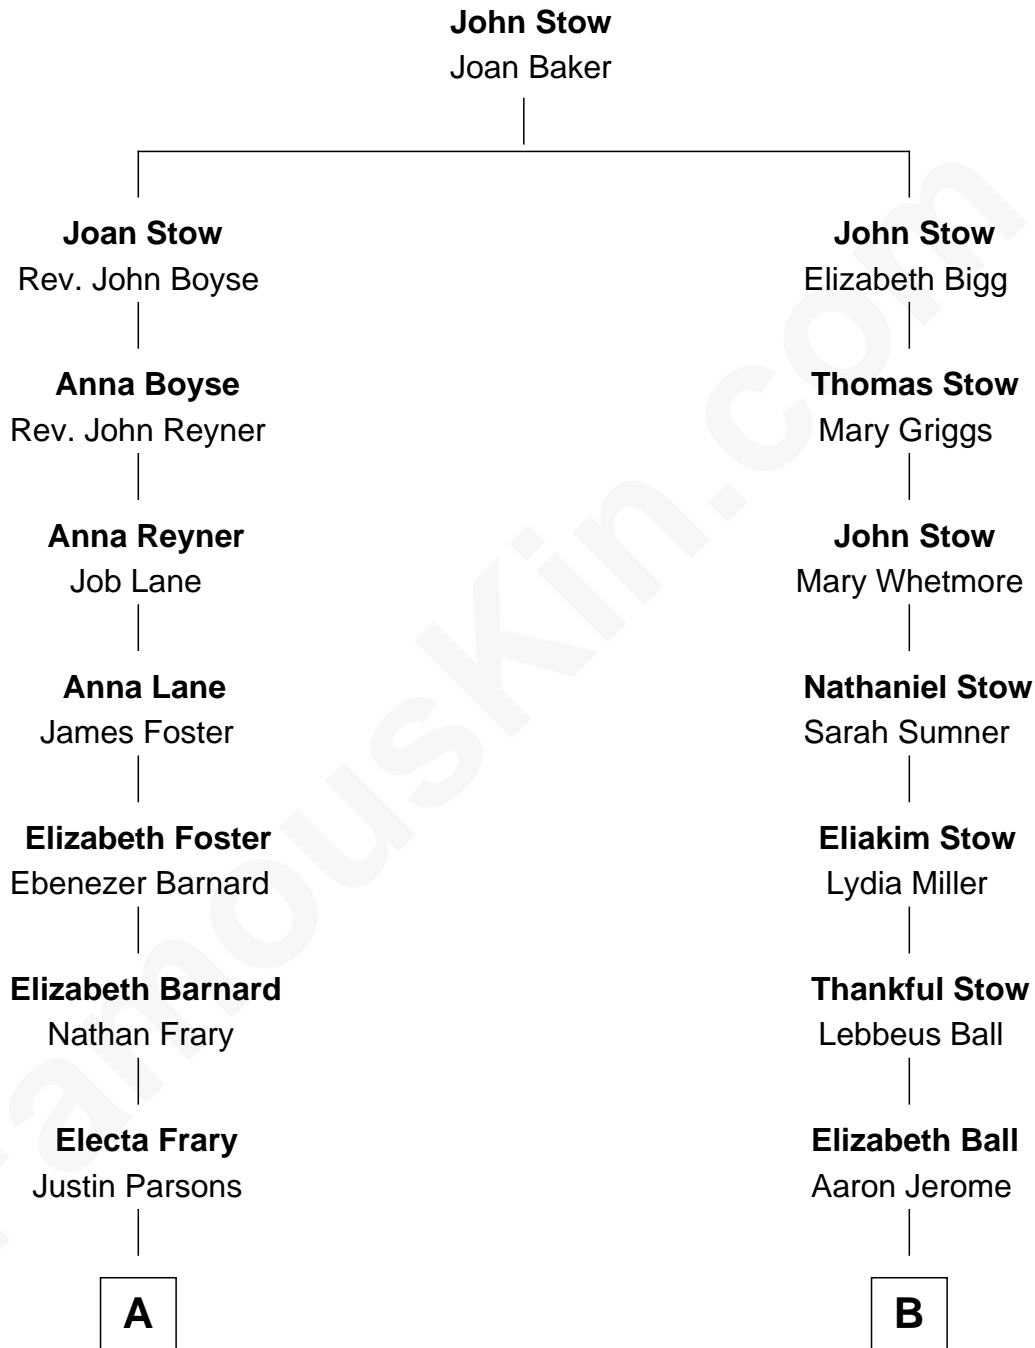 John Stow
Joan Baker
Joan Stow
Rev. John Boyse
John Stow
Elizabeth Bigg
Anna Boyse
Rev. John Reyner
Thomas Stow
Mary Griggs
Anna Reyner
Job Lane
John Stow
Mary Whetmore
Anna Lane
James Foster
Nathaniel Stow
Sarah Sumner
Elizabeth Foster
Ebenezer Barnard
Eliakim Stow
Lydia Miller
Elizabeth Barnard
Nathan Frary
Thankful Stow
Lebbeus Ball
Electa Frary
Justin Parsons
Elizabeth Ball
Aaron Jerome
A
B
FamousKin.com